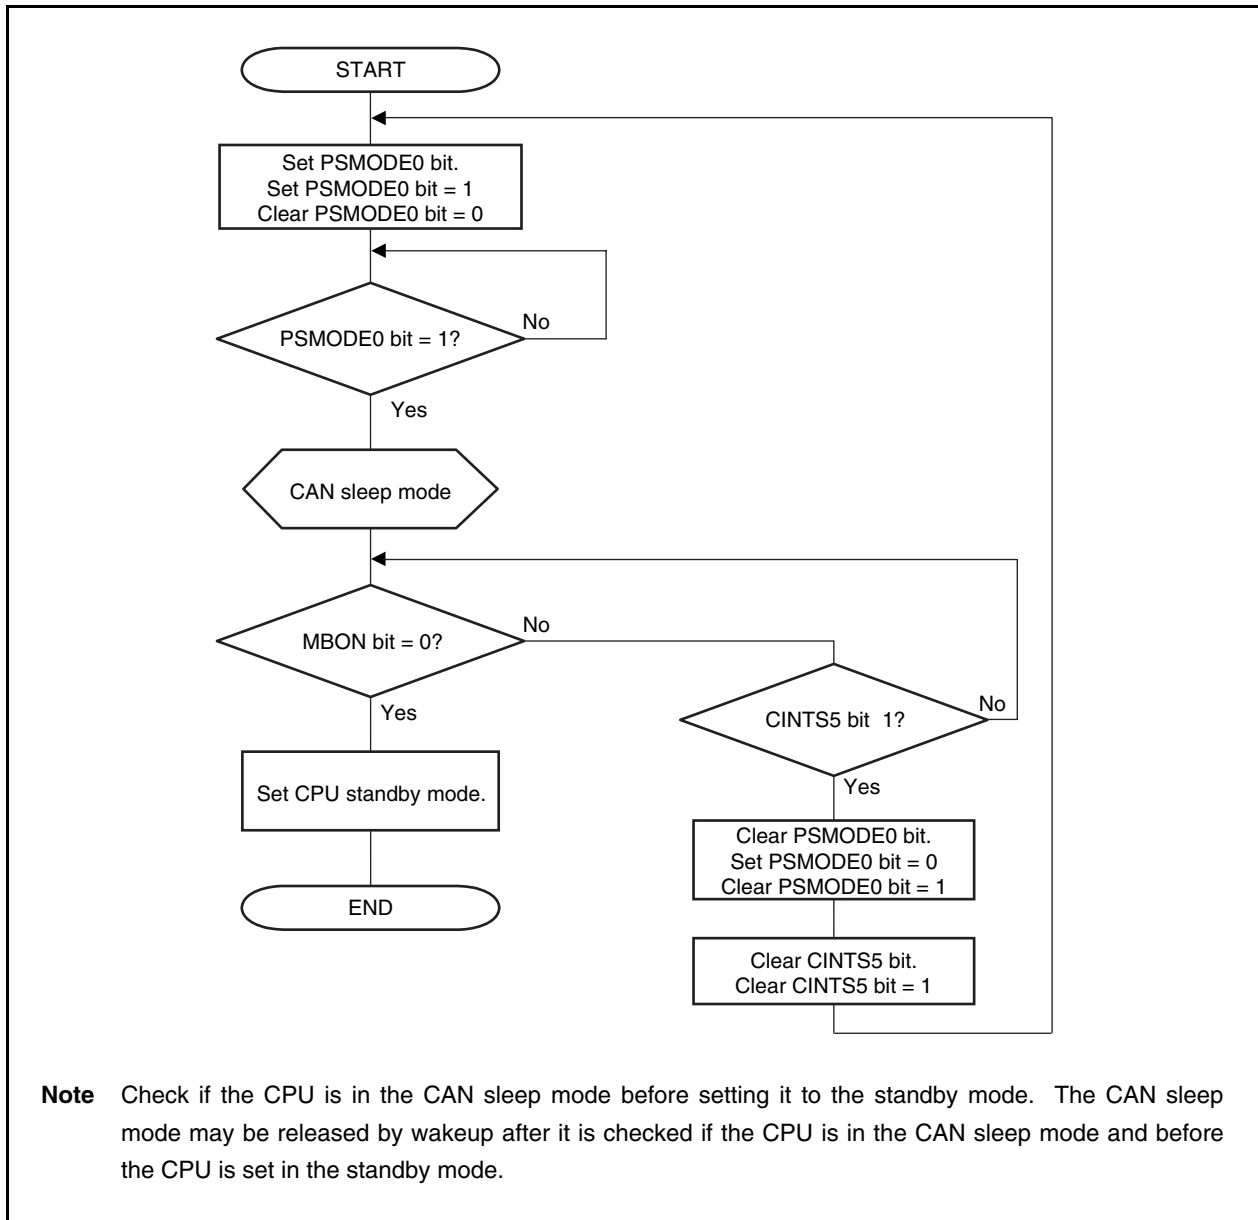 START
Set PSMODE0 bit.
Set PSMODE0 bit = 1
Clear PSMODE0 bit = 0
PSMODE0 bit = 1?
No
Yes
CAN sleep mode
MBON bit = 0?
No
Yes
CINTS5 bit  1?
No
Yes
Set CPU standby mode.
Clear PSMODE0 bit.
Set PSMODE0 bit = 0
Clear PSMODE0 bit = 1
END
Clear CINTS5 bit.
Clear CINTS5 bit = 1
Note Check if the CPU is in the CAN sleep mode before setting it to the standby mode. The CAN sleep
mode may be released by wakeup after it is checked if the CPU is in the CAN sleep mode and before
the CPU is set in the standby mode.